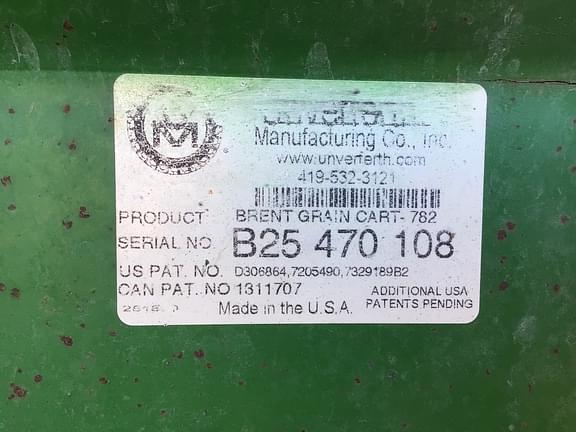 Manufacturing Co., Inc.
www.unverferth.com
419-532-3121
PRODUCT BRENT GRAIN CART- 782
SERIAL NO. B25 470 108
US PAT. NO. D306864,7205490,7329189B2
CAN PAT. NO 1311707
ADDITIONAL USA
PATENTS PENDING
Made in the U.S.A.